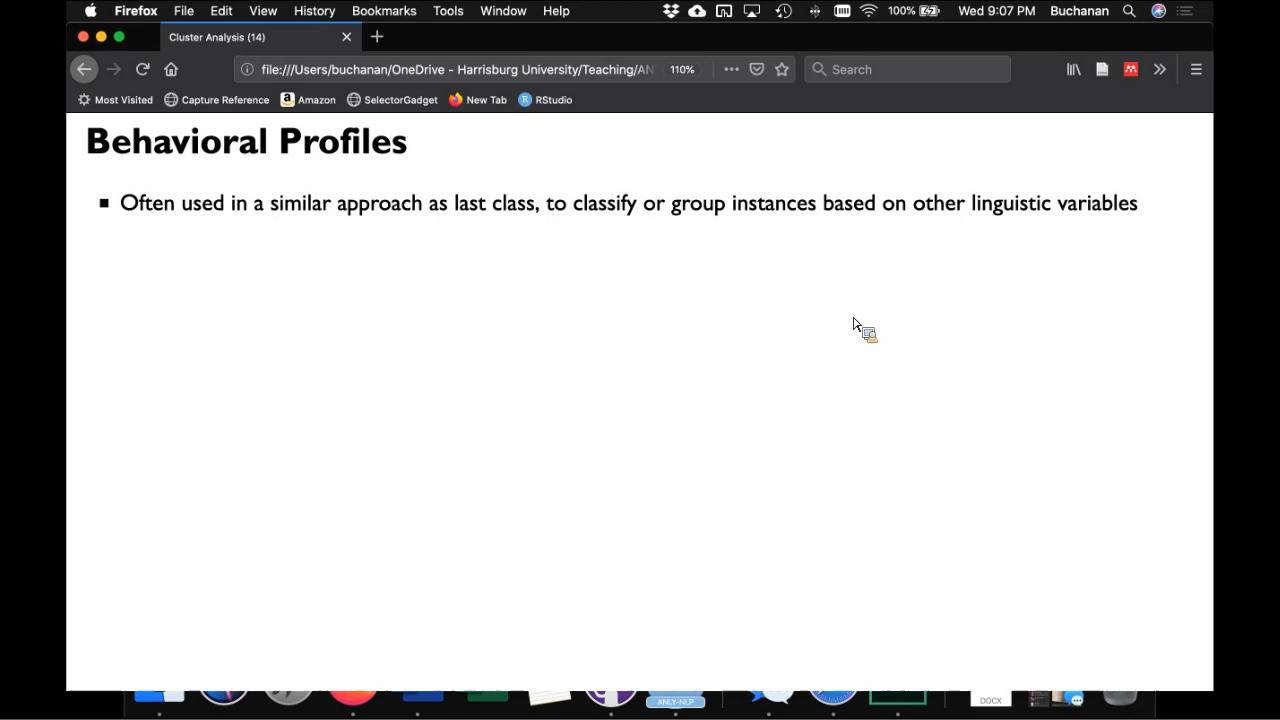 Firefox File Edit View History Bookmarks Tools Window Help 100% Wed 9:07 PM Buchanan
Cluster Analysis (14)
file:///Users/buchanan/OneDrive - Harrisburg University/Teaching/AN 110% Search
Most Visited Capture Reference Amazon SelectorGadget New Tab RStudio
Behavioral Profiles
Often used in a similar approach as last class, to classify or group instances based on other linguistic variables
ANLY-NLP DOCX